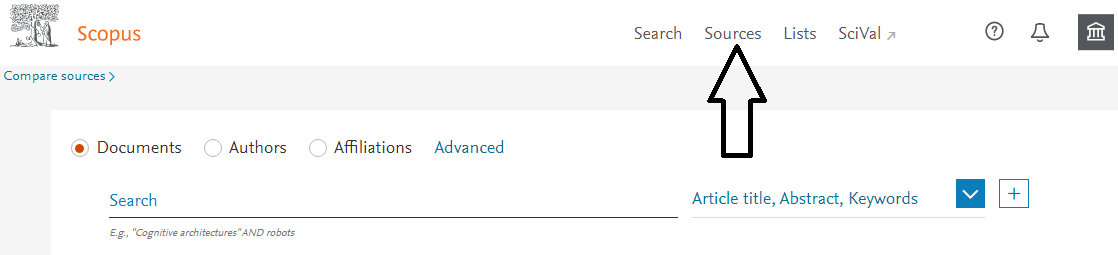 Scopus
Search Sources Lists SciVal ↗
Compare sources >
Documents Authors Affiliations Advanced
Search Article title, Abstract, Keywords
E.g., "Cognitive architectures" AND robots